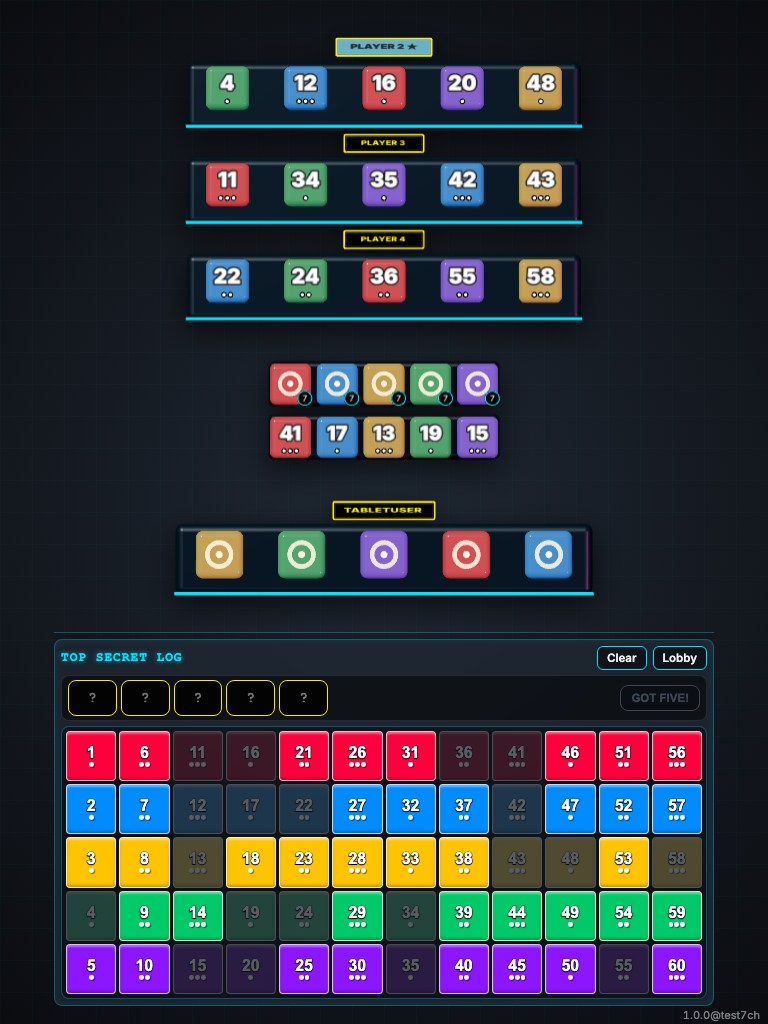 PLAYER 2 ★
4 12 16 20 48
PLAYER 3
11 34 35 42 43
PLAYER 4
22 24 36 55 58
7 7 7 7 7
41 17 13 19 15
TABLETUSER
TOP SECRET LOG
Clear Lobby
? ? ? ? ? GOT FIVE!
1 6 11 16 21 26 31 36 41 46 51 56
2 7 12 17 22 27 32 37 42 47 52 57
3 8 13 18 23 28 33 38 43 48 53 58
4 9 14 19 24 29 34 39 44 49 54 59
5 10 15 20 25 30 35 40 45 50 55 60
1.0.0@test7ch